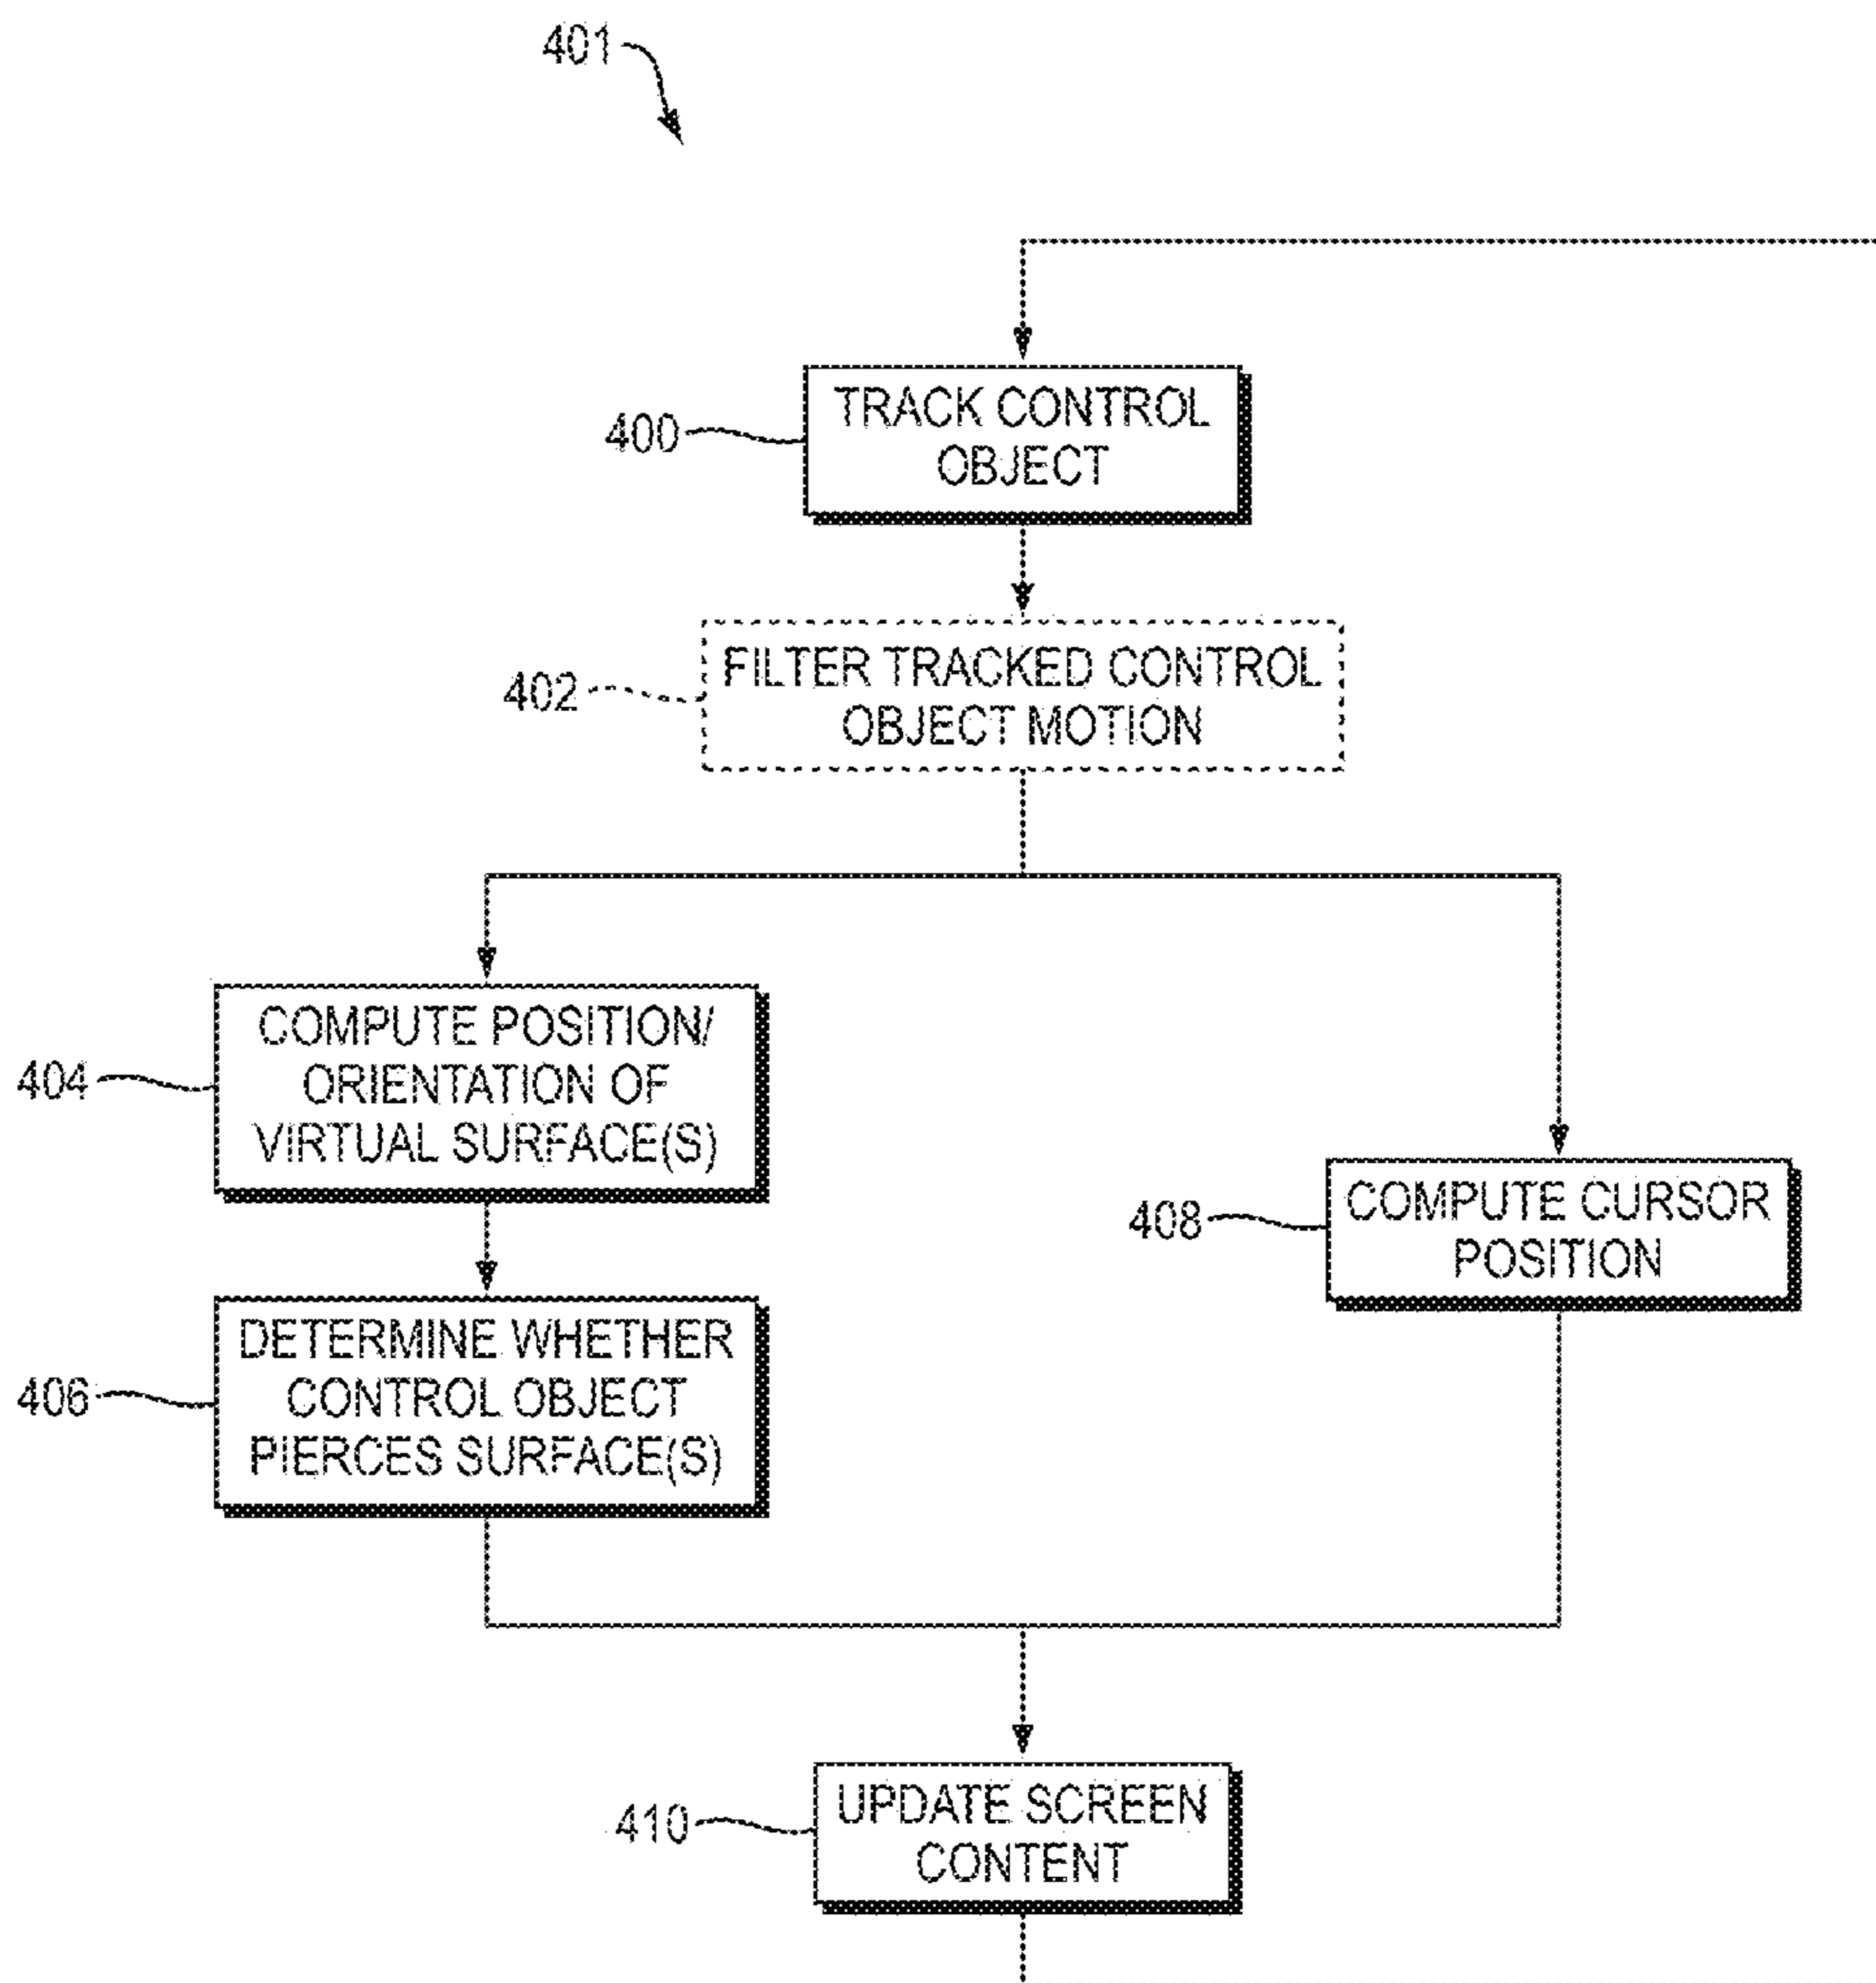 401
400
TRACK CONTROL
OBJECT
402
FILTER TRACKED CONTROL
OBJECT MOTION
404
COMPUTE POSITION/
ORIENTATION OF
VIRTUAL SURFACE(S)
408
COMPUTE CURSOR
POSITION
406
DETERMINE WHETHER
CONTROL OBJECT
PIERCES SURFACE(S)
410
UPDATE SCREEN
CONTENT